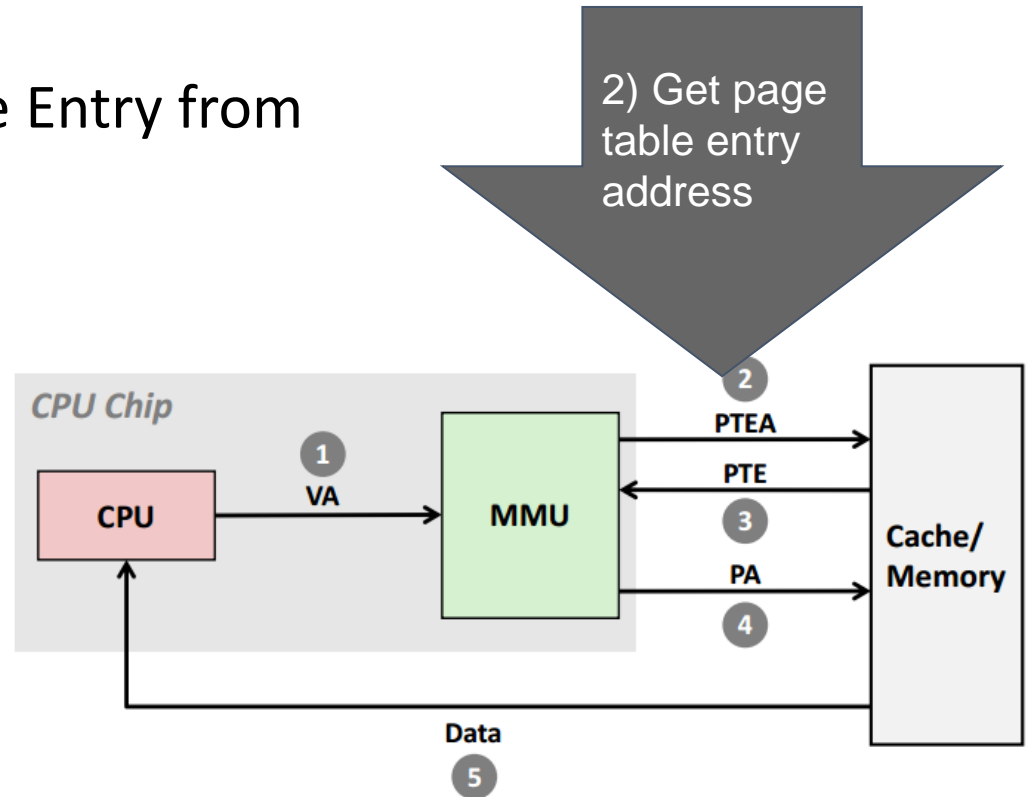 e Entry from
2) Get page
table entry
address
CPU Chip
1
VA
CPU
MMU
2
PTEA
PTE
3
PA
4
Cache/
Memory
Data
5